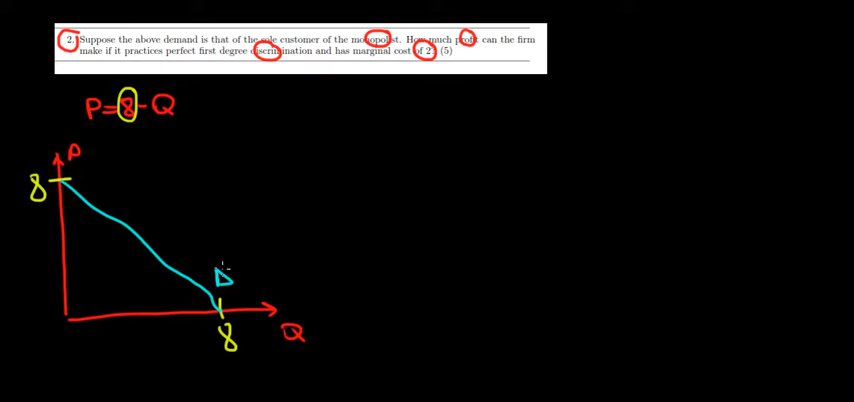 2. Suppose the above demand is that of the sole customer of the monopolist. How much profit can the firm
make if it practices perfect first degree discrimination and has marginal cost of 2? (5)
P=8-Q
P
8
D
8
Q